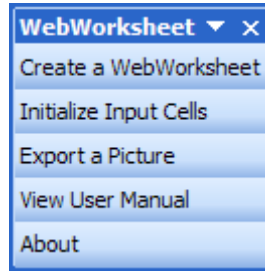 WebWorksheet
Create a WebWorksheet
Initialize Input Cells
Export a Picture
View User Manual
About